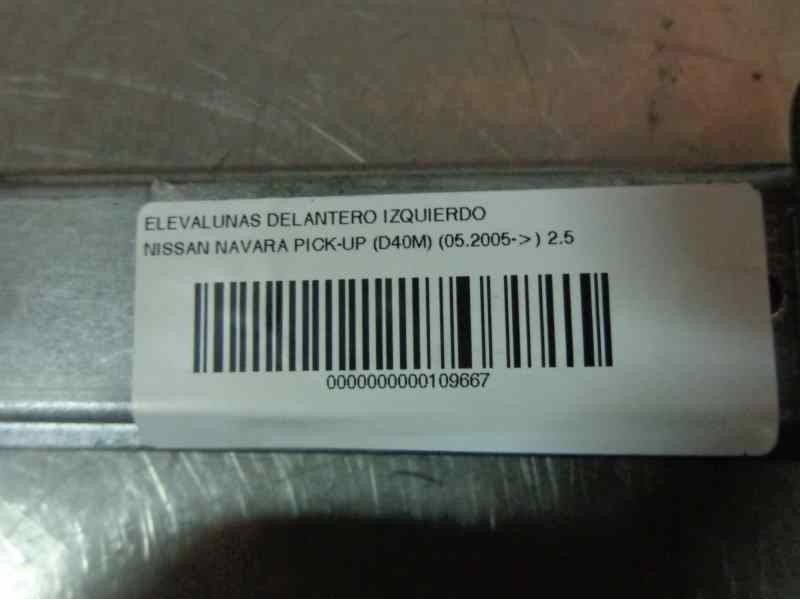 ELEVALUNAS DELANTERO IZQUIERDO
NISSAN NAVARA PICK-UP (D40M) (05.2005->) 2.5
0000000000109667